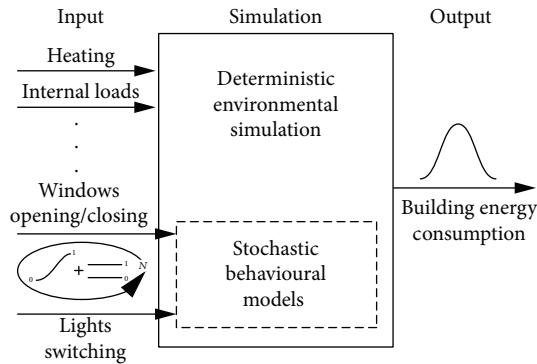 Input
Simulation
Output
Heating
Internal loads
.
.
.
Windows
opening/closing
Deterministic
environmental
simulation
Building energy
consumption
0 1 + 1 0 N
Stochastic
behavioural
models
Lights
switching